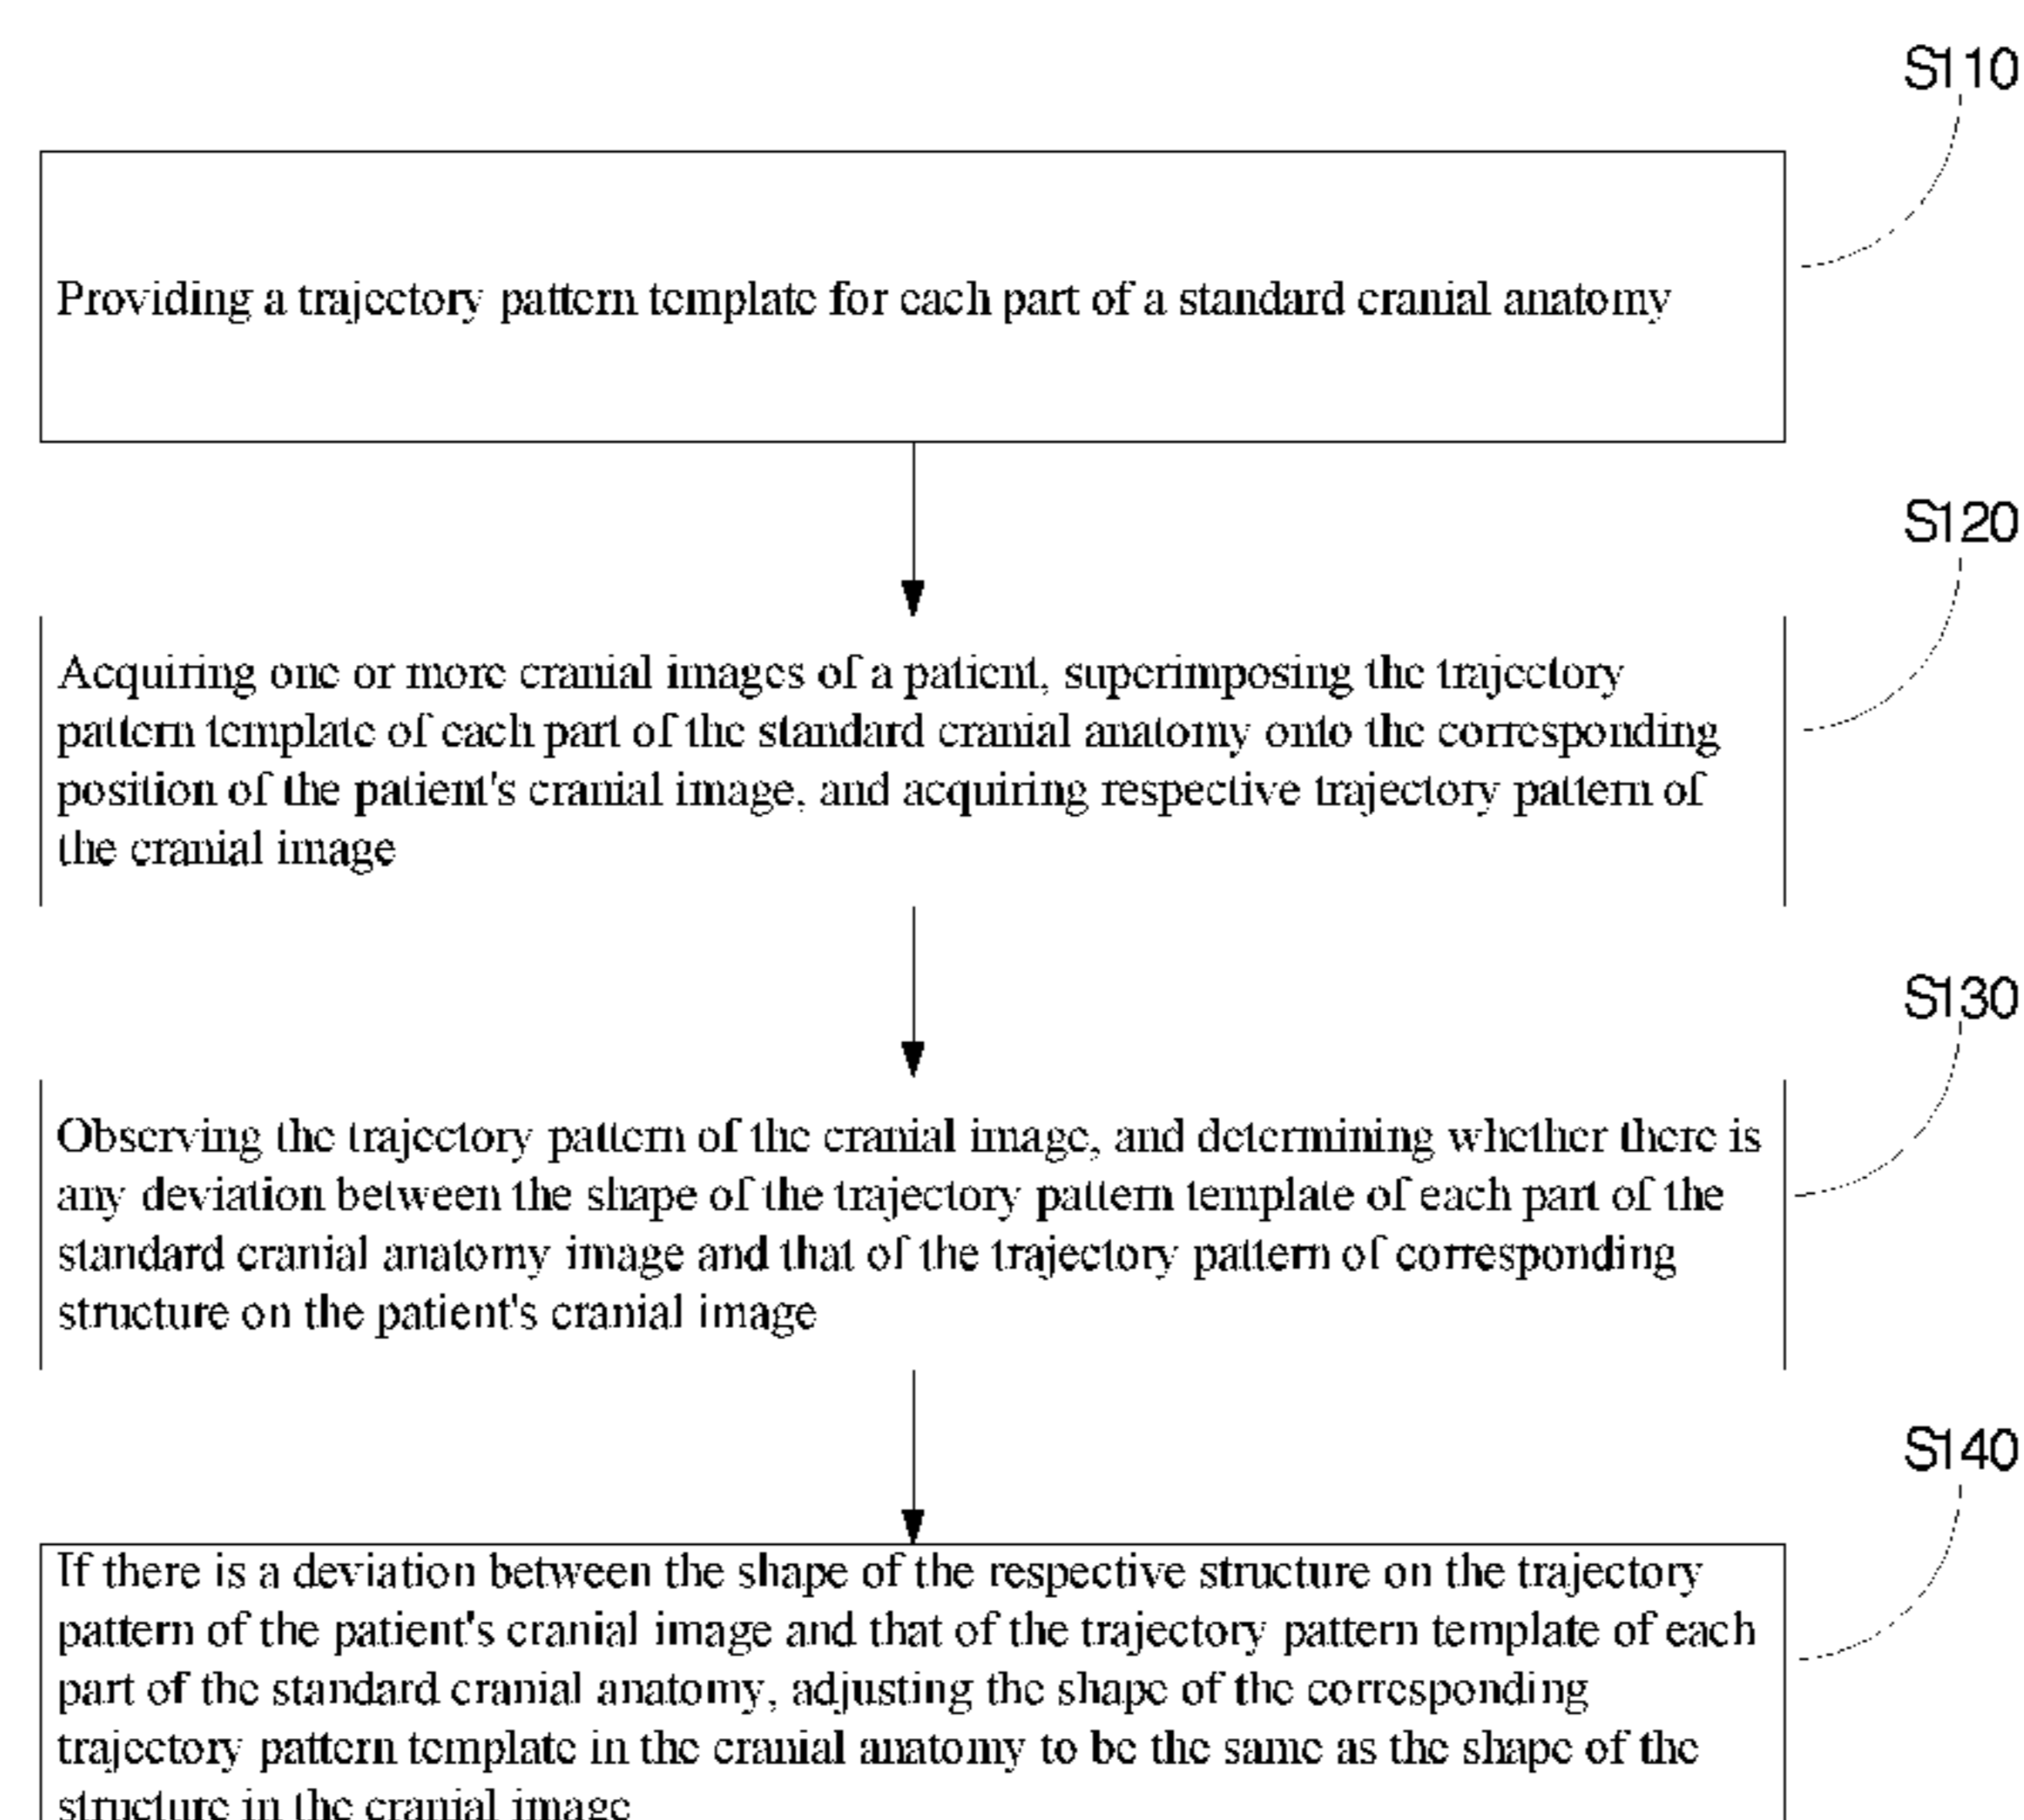 S110
Providing a trajectory pattern template for each part of a standard cranial anatomy
S120
Acquiring one or more cranial images of a patient, superimposing the trajectory
pattern template of each part of the standard cranial anatomy onto the corresponding
position of the patient's cranial image, and acquiring respective trajectory pattern of
the cranial image
S130
Observing the trajectory pattern of the cranial image, and determining whether there is
any deviation between the shape of the trajectory pattern template of each part of the
standard cranial anatomy image and that of the trajectory pattern of corresponding
structure on the patient's cranial image
S140
If there is a deviation between the shape of the respective structure on the trajectory
pattern of the patient's cranial image and that of the trajectory pattern template of each
part of the standard cranial anatomy, adjusting the shape of the corresponding
trajectory pattern template in the cranial anatomy to be the same as the shape of the
structure in the cranial image